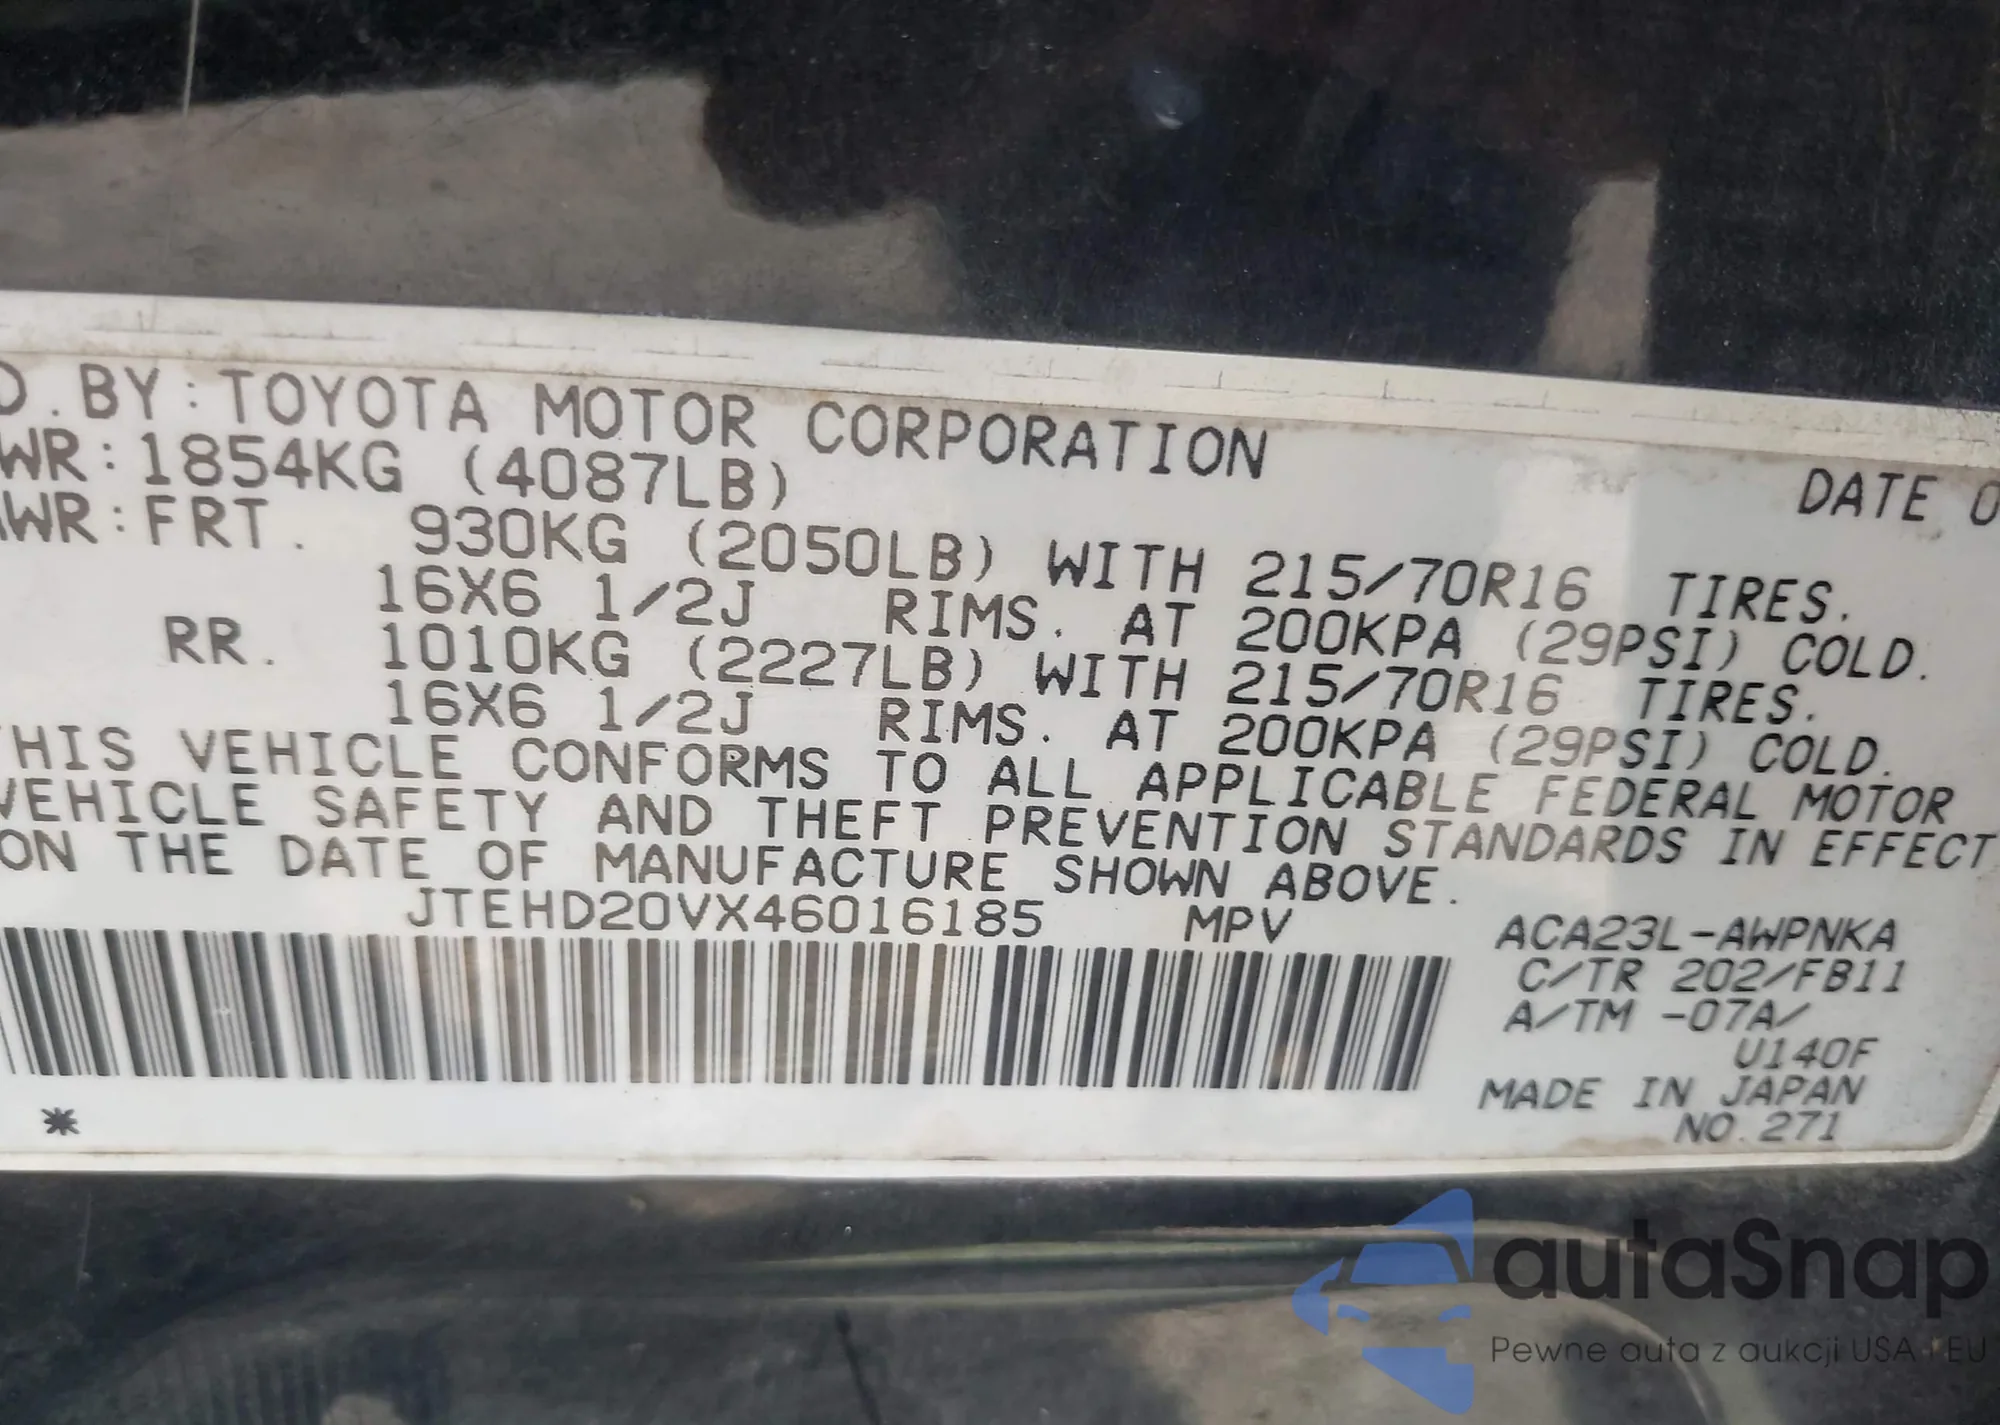 D.BY:TOYOTA MOTOR CORPORATION DATE 0
WR:1854KG (4087LB)
AWR:FRT. 930KG (2050LB) WITH 215/70R16 TIRES.
16X6 1/2J RIMS. AT 200KPA (29PSI) COLD.
RR. 1010KG (2227LB) WITH 215/70R16 TIRES.
16X6 1/2J RIMS. AT 200KPA (29PSI) COLD.
THIS VEHICLE CONFORMS TO ALL APPLICABLE FEDERAL MOTOR
VEHICLE SAFETY AND THEFT PREVENTION STANDARDS IN EFFECT
ON THE DATE OF MANUFACTURE SHOWN ABOVE.
JTEHD20VX46016185 MPV
ACA23L-AWPNKA
C/TR 202/FB11
A/TM -07A/
U140F
MADE IN JAPAN
NO.271
*
autaSnap
Pewne auta z aukcji USA i EU